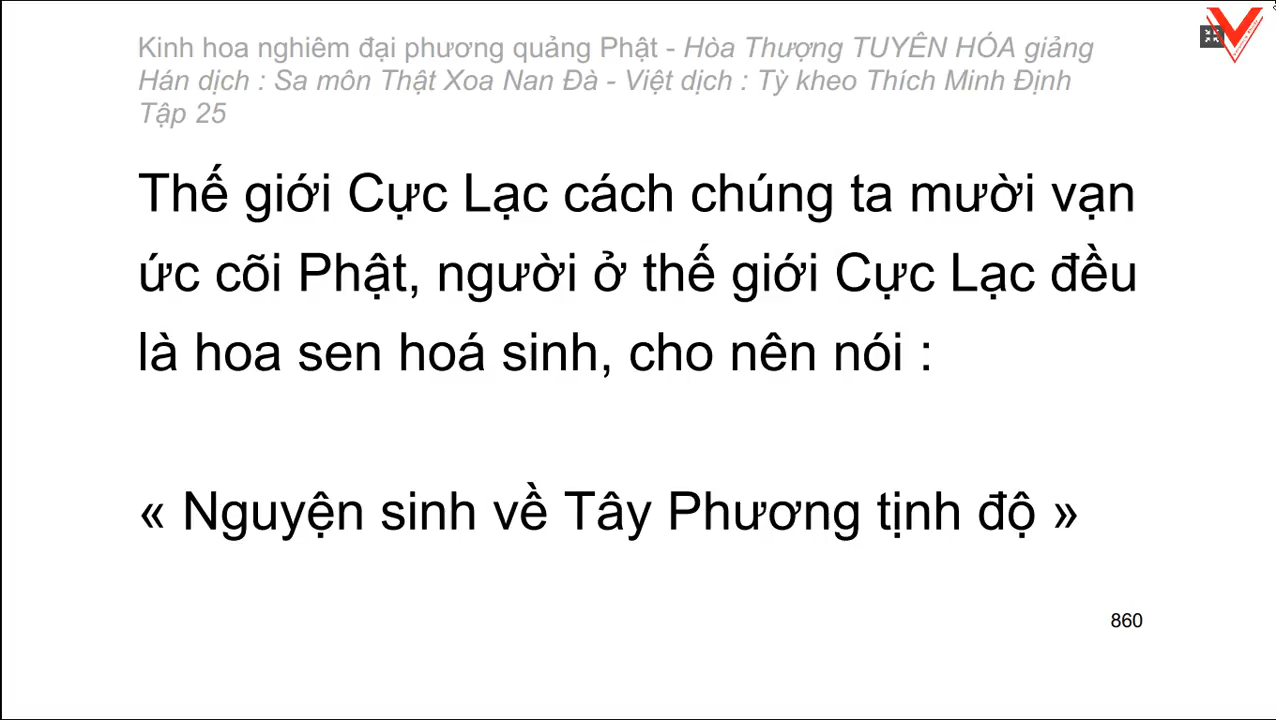 Kinh hoa nghiêm đại phương quảng Phật - Hòa Thượng TUYÊN HÓA giảng
Hán dịch : Sa môn Thật Xoa Nan Đà - Việt dịch : Tỳ kheo Thích Minh Định
Tập 25
Thế giới Cực Lạc cách chúng ta mười vạn
ức cõi Phật, người ở thế giới Cực Lạc đều
là hoa sen hoá sinh, cho nên nói :
« Nguyện sinh về Tây Phương tịnh độ »
860